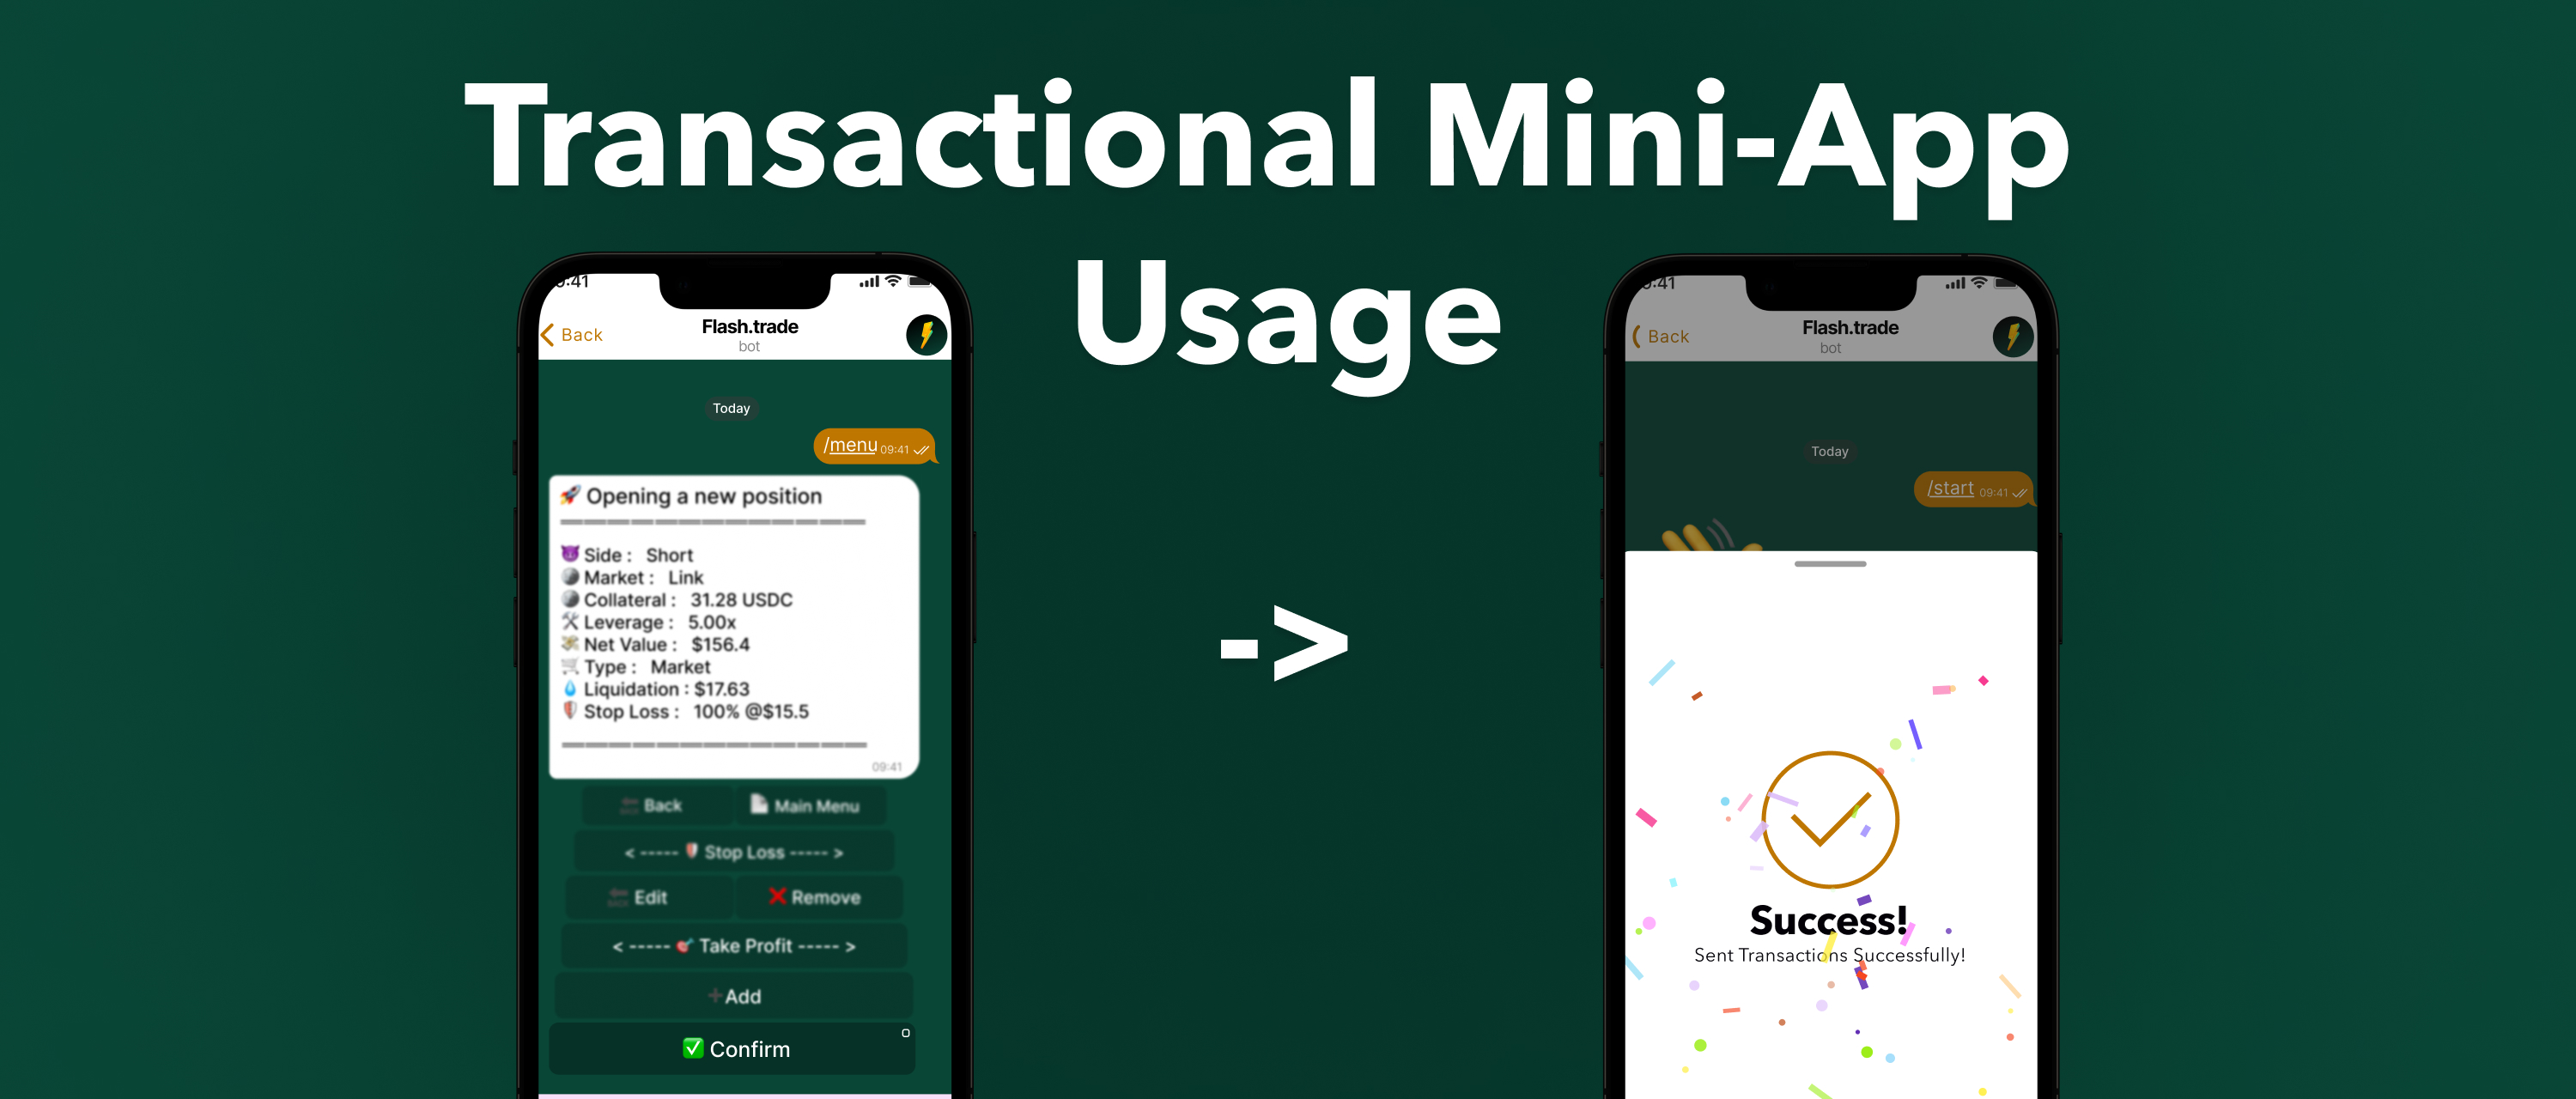 Transactional Mini-App
Usage
9:41
Back
Flash.trade
bot
Today
/menu 09:41
🚀 Opening a new position
😈 Side : Short
Market : Link
Collateral : 31.28 USDC
🛠 Leverage : 5.00x
💸 Net Value : $156.4
🛒 Type : Market
💧 Liquidation : $17.63
Stop Loss : 100% @$15.5
09:41
Back
Main Menu
< ----- Stop Loss ----- >
Edit
❌ Remove
< ----- 🎯 Take Profit ----- >
➕Add
✅ Confirm
->
9:41
Back
Flash.trade
bot
Today
/start 09:41
Success!
Sent Transactions Successfully!